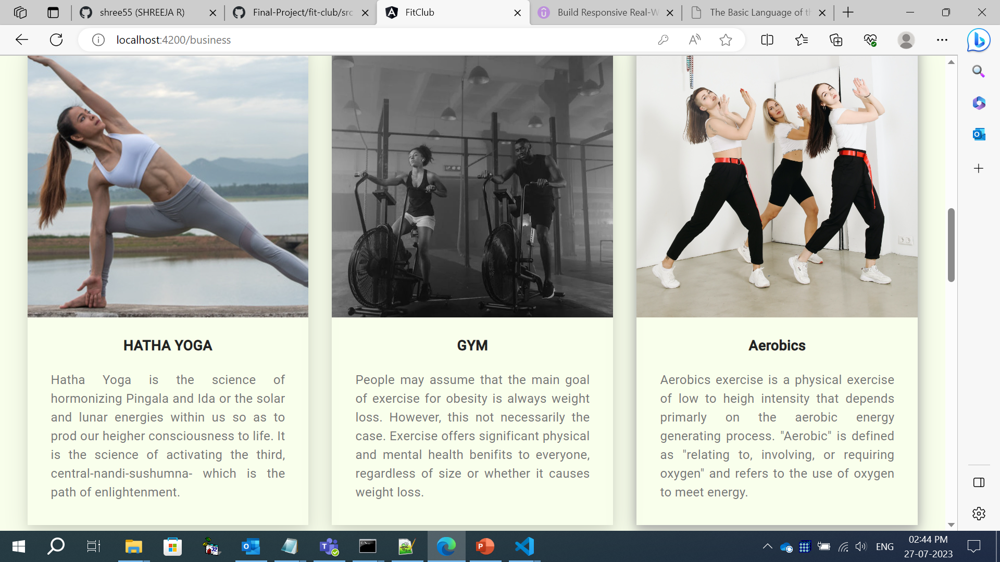 shree55 (SHREEJA R)
Final-Project/fit-club/src
FitClub
Build Responsive Real-W
The Basic Language of th
localhost:4200/business
HATHA YOGA
Hatha Yoga is the science of
hormonizing Pingala and Ida or the solar
and lunar energies within us so as to
prod our heigher consciousness to life. It
is the science of activating the third,
central-nandi-sushumna- which is the
path of enlightenment.
GYM
People may assume that the main goal
of exercise for obesity is always weight
loss. However, this not necessarily the
case. Exercise offers significant physical
and mental health benifits to everyone,
regardless of size or whether it causes
weight loss.
Aerobics
Aerobics exercise is a physical exercise
of low to heigh intensity that depends
primarly on the aerobic energy
generating process. "Aerobic" is defined
as "relating to, involving, or requiring
oxygen" and refers to the use of oxygen
to meet energy.
ENG
02:44 PM
27-07-2023